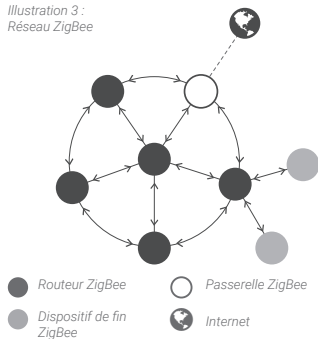 Illustration 3 :
Réseau ZigBee
Routeur ZigBee
Passerelle ZigBee
Dispositif de fin
ZigBee
Internet